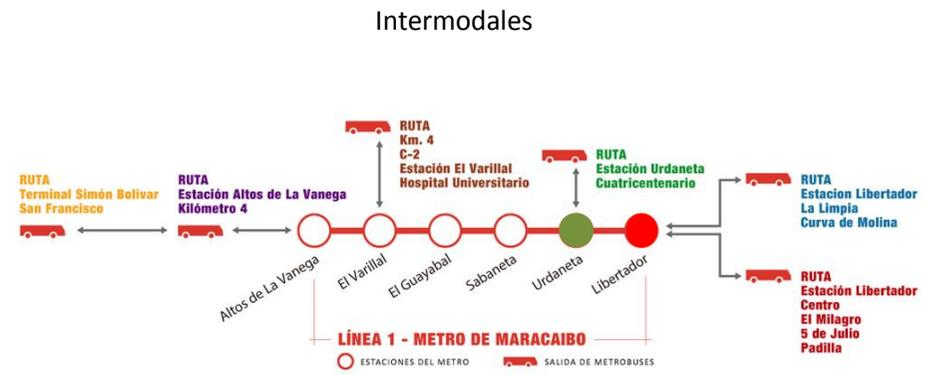 Intermodales
RUTA
Km. 4
C-2
Estación El Varillal
Hospital Universitario
RUTA
Estación Urdaneta
Cuatricentenario
RUTA
Terminal Simón Bolívar
San Francisco
RUTA
Estación Altos de La Vanega
Kilómetro 4
RUTA
Estacion Libertador
La Limpia
Curva de Molina
Altos de La Vanega
El Varillal
El Guayabal
Sabaneta
Urdaneta
Libertador
RUTA
Estación Libertador
Centro
El Milagro
5 de Julio
Padilla
LÍNEA 1 - METRO DE MARACAIBO
ESTACIONES DEL METRO
SALIDA DE METROBUSES